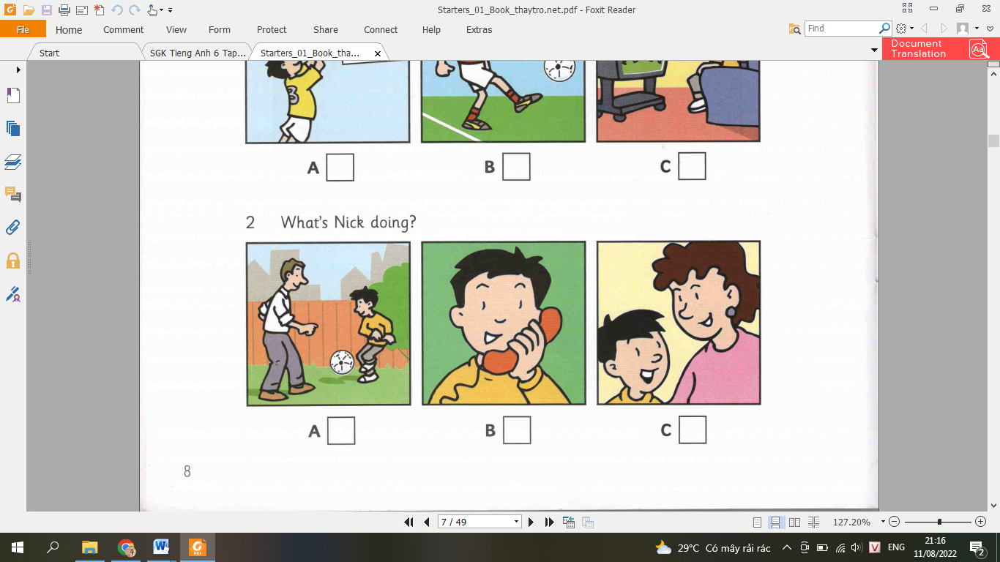 Starters_01_Book_thaytro.net.pdf - Foxit Reader
File Home Comment View Form Protect Share Connect Help Extras
Find
Start
SGK Tieng Anh 6 Tap...
Starters_01_Book_tha...
Document
Translation
3
A
B
C
2 What's Nick doing?
A
B
C
8
7 / 49
127.20%
29°C Có mây rải rác
V
ENG
21:16
11/08/2022
2